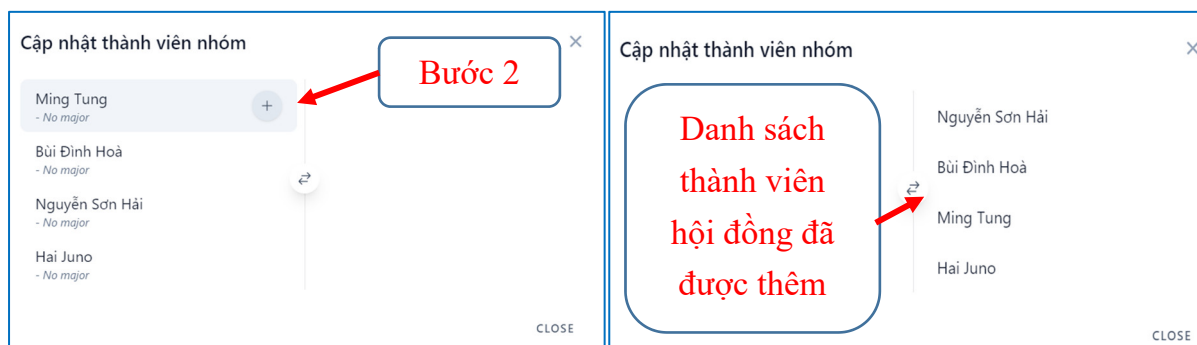 Cập nhật thành viên nhóm
Bước 2
Ming Tung
- No major
Bùi Đình Hoà
- No major
Nguyễn Sơn Hải
- No major
Hai Juno
- No major
CLOSE
Cập nhật thành viên nhóm
Danh sách
thành viên
hội đồng đã
được thêm
Nguyễn Sơn Hải
Bùi Đình Hoà
Ming Tung
Hai Juno
CLOSE